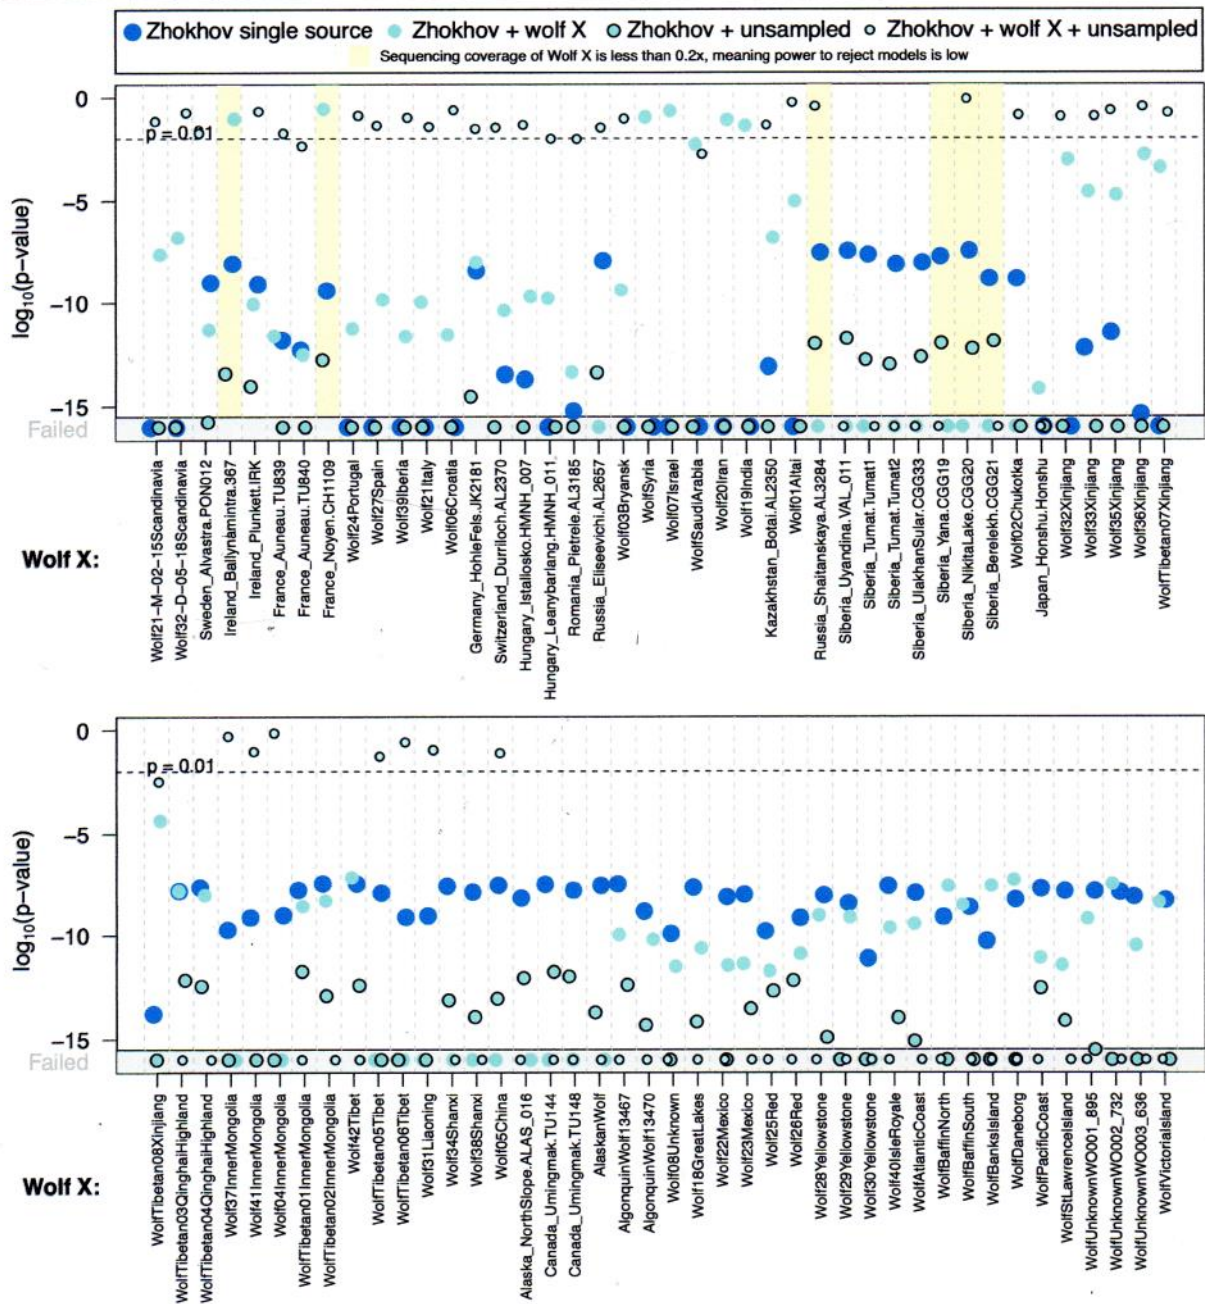 Zhokhov single source Zhokhov + wolf X Zhokhov + unsampled Zhokhov + wolf X + unsampled
Sequencing coverage of Wolf X is less than 0.2x, meaning power to reject models is low
log₁₀(p−value)
0
p = 0.01
−5
−10
−15
Failed
Wolf X:
Wolf21−M−02−15Scandinavia
Wolf32−D−05−18Scandinavia
Sweden_Alvastra.PON012
Ireland_Ballynamintra.367
Ireland_Plunkett.IRK
France_Auneau.TU839
France_Auneau.TU840
France_Noyen.CH1109
Wolf24Portugal
Wolf27Spain
Wolf39Iberia
Wolf21Italy
Wolf06Croatia
Germany_HohleFels.JK2181
Switzerland_Durriloch.AL2370
Hungary_Istallosko.HMNH_007
Hungary_Leanybarlang.HMNH_011
Romania_Pietrele.AL3185
Russia_Eliseevichi.AL2657
Wolf03Bryansk
WolfSyria
Wolf07Israel
WolfSaudiArabia
Wolf20Iran
Wolf19India
Kazakhstan_Botai.AL2350
Wolf01Altai
Russia_Shaitanskaya.AL3284
Siberia_Uyandina.VAL_011
Siberia_Tumat1
Siberia_Tumat.Tumat2
Siberia_UlakhanSular.CGG33
Siberia_Yana.CGG19
Siberia_NikitaLake.CGG20
Siberia_Berelekh.CGG21
Wolf02Chukotka
Japan_Honshu.Honshu
Wolf32Xinjiang
Wolf33Xinjiang
Wolf35Xinjiang
Wolf36Xinjiang
WolfTibetan07Xinjiang
log₁₀(p−value)
0
p = 0.01
−5
−10
−15
Failed
Wolf X:
WolfTibetan08Xinjiang
WolfTibetan03QinghaiHighland
WolfTibetan04QinghaiHighland
Wolf37InnerMongolia
Wolf41InnerMongolia
Wolf04InnerMongolia
WolfTibetan01InnerMongolia
WolfTibetan02InnerMongolia
Wolf42Tibet
WolfTibetan05Tibet
WolfTibetan06Tibet
Wolf31Liaoning
Wolf34Shanxi
Wolf38Shanxi
Wolf05China
Alaska_NorthSlope.ALAS_016
Canada_Umingmak.TU144
Canada_Umingmak.TU148
AlaskanWolf
AlgonquinWolf13467
AlgonquinWolf13470
Wolf08Unknown
Wolf18GreatLakes
Wolf22Mexico
Wolf23Mexico
Wolf25Red
Wolf26Red
Wolf28Yellowstone
Wolf29Yellowstone
Wolf30Yellowstone
Wolf40IsleRoyale
WolfAtlanticCoast
WolfBaffinNorth
WolfBaffinSouth
WolfBanksIsland
WolfDaneborg
WolfPacificCoast
WolfStLawrenceIsland
WolfUnknownWO001_895
WolfUnknownWO002_732
WolfUnknownWO003_636
WolfVictoriaIsland